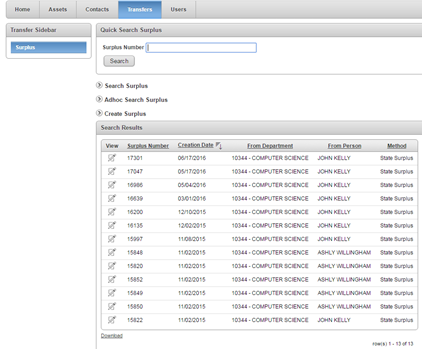 Home Assets Contacts Transfers Users
Transfer Sidebar
Surplus
Quick Search Surplus
Surplus Number
Search
Search Surplus
Adhoc Search Surplus
Create Surplus
Search Results
View Surplus Number Creation Date From Department From Person Method
17301 06/17/2016 10344 - COMPUTER SCIENCE JOHN KELLY State Surplus
17047 05/17/2016 10344 - COMPUTER SCIENCE JOHN KELLY State Surplus
16986 05/04/2016 10344 - COMPUTER SCIENCE JOHN KELLY State Surplus
16639 03/01/2016 10344 - COMPUTER SCIENCE JOHN KELLY State Surplus
16200 12/10/2015 10344 - COMPUTER SCIENCE JOHN KELLY State Surplus
16135 12/02/2015 10344 - COMPUTER SCIENCE JOHN KELLY State Surplus
15997 11/08/2015 10344 - COMPUTER SCIENCE JOHN KELLY State Surplus
15848 11/02/2015 10344 - COMPUTER SCIENCE ASHLY WILLINGHAM State Surplus
15820 11/02/2015 10344 - COMPUTER SCIENCE ASHLY WILLINGHAM State Surplus
15852 11/02/2015 10344 - COMPUTER SCIENCE ASHLY WILLINGHAM State Surplus
15849 11/02/2015 10344 - COMPUTER SCIENCE ASHLY WILLINGHAM State Surplus
15850 11/02/2015 10344 - COMPUTER SCIENCE ASHLY WILLINGHAM State Surplus
15822 11/02/2015 10344 - COMPUTER SCIENCE JOHN KELLY State Surplus
Download
row(s) 1 - 13 of 13